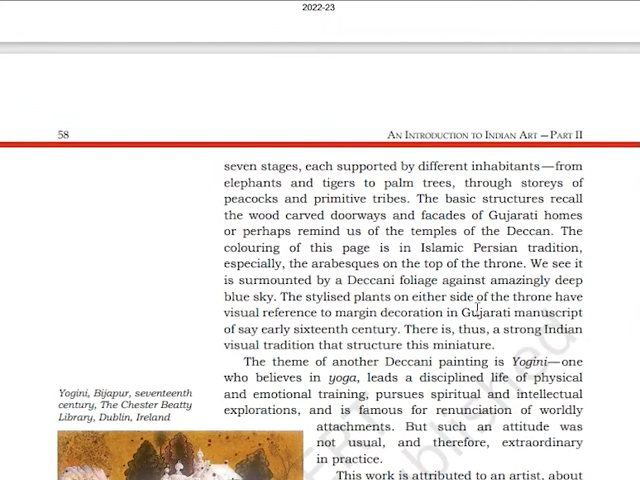 2022-23
58
AN INTRODUCTION TO INDIAN ART — PART II
seven stages, each supported by different inhabitants—from
elephants and tigers to palm trees, through storeys of
peacocks and primitive tribes. The basic structures recall
the wood carved doorways and facades of Gujarati homes
or perhaps remind us of the temples of the Deccan. The
colouring of this page is in Islamic Persian tradition,
especially, the arabesques on the top of the throne. We see it
is surmounted by a Deccani foliage against amazingly deep
blue sky. The stylised plants on either side of the throne have
visual reference to margin decoration in Gujarati manuscript
of say early sixteenth century. There is, thus, a strong Indian
visual tradition that structure this miniature.
The theme of another Deccani painting is Yogini—one
who believes in yoga, leads a disciplined life of physical
and emotional training, pursues spiritual and intellectual
explorations, and is famous for renunciation of worldly
attachments. But such an attitude was
not usual, and therefore, extraordinary
in practice.
This work is attributed to an artist, about
Yogini, Bijapur, seventeenth
century, The Chester Beatty
Library, Dublin, Ireland